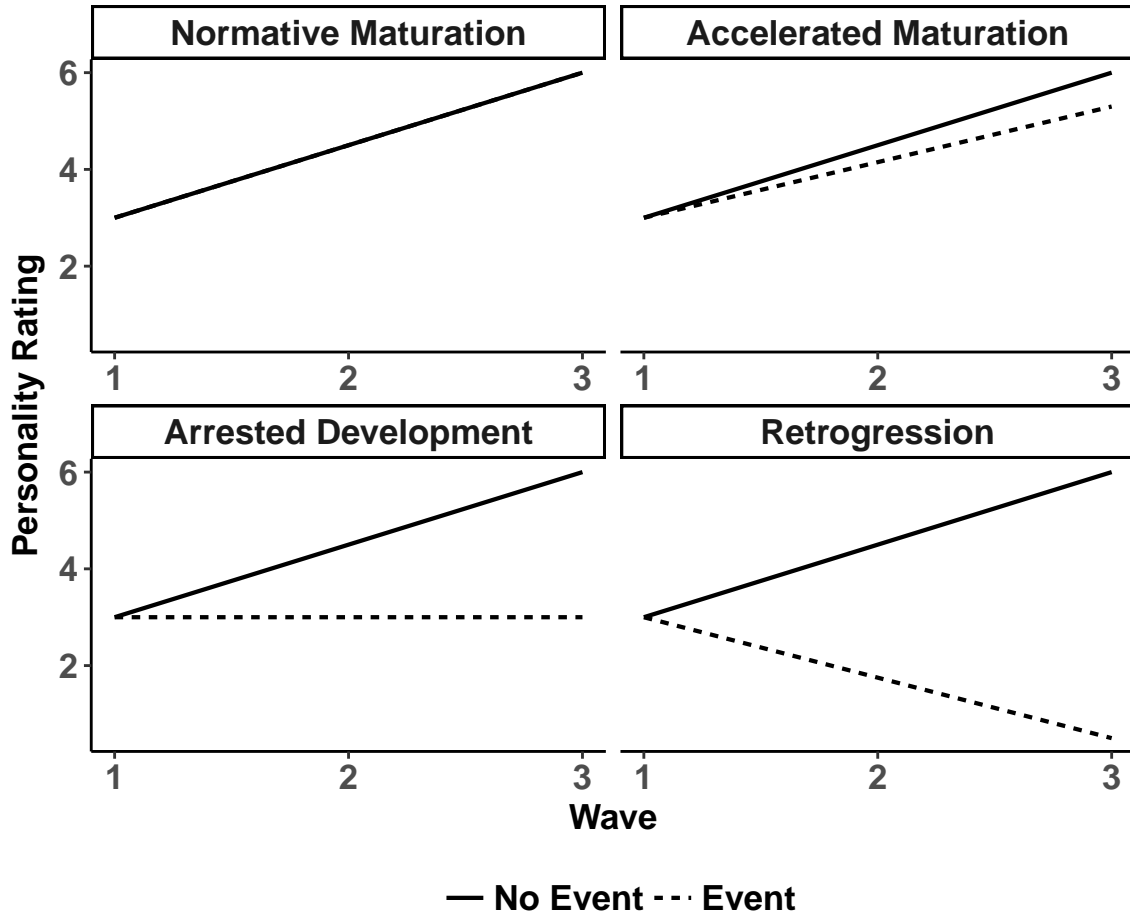 Normative Maturation
Accelerated Maturation
6
4
2
1 2 3
1 2 3
Personality Rating
Arrested Development
Retrogression
6
4
2
1 2 3
1 2 3
Wave
No Event Event